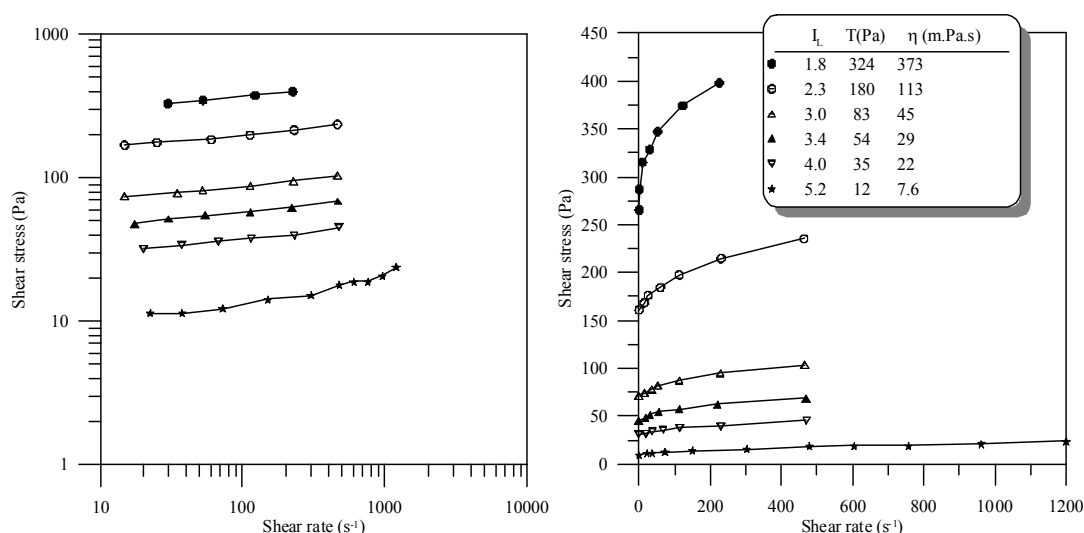 1000
100
10
1
Shear stress (Pa)
10
100
1000
10000
Shear rate (s-1)
450
400
350
300
250
200
150
100
50
0
Shear stress (Pa)
0
200
400
600
800
1000
1200
Shear rate (s-1)
IL T(Pa) η (m.Pa.s)
1.8 324 373
2.3 180 113
3.0 83 45
3.4 54 29
4.0 35 22
5.2 12 7.6